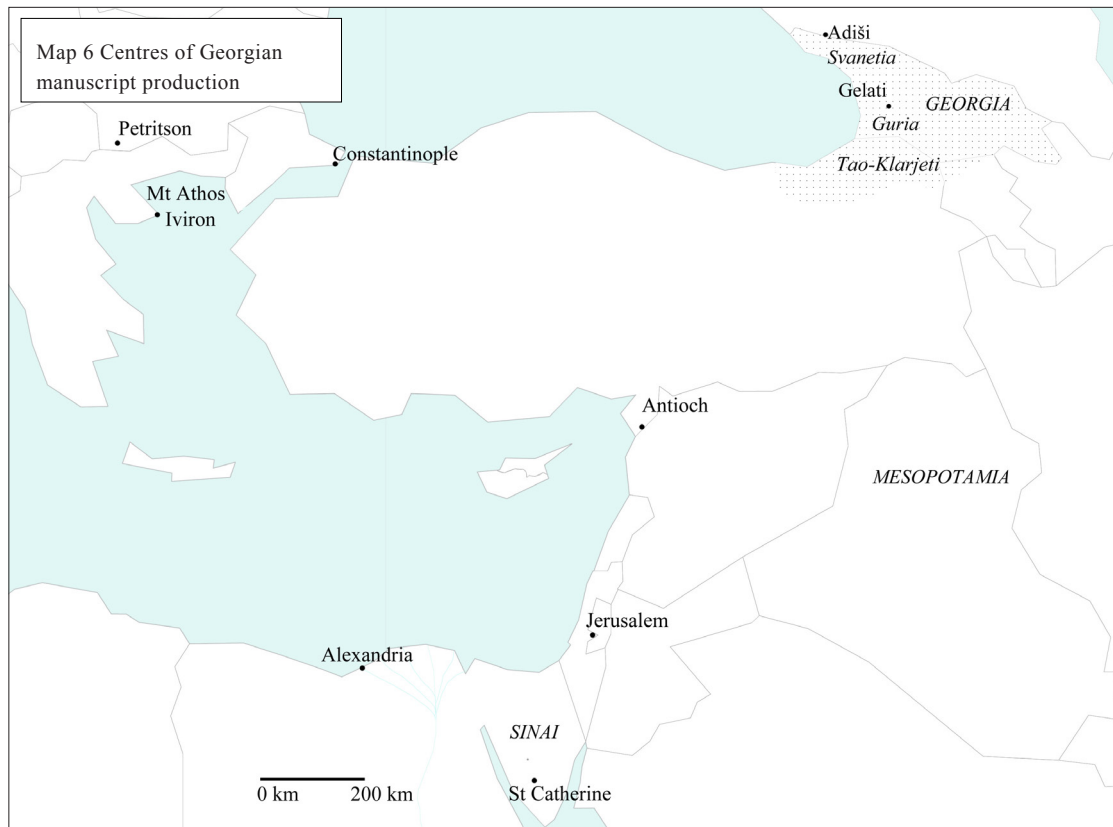 Map 6 Centres of Georgian
manuscript production
Adiši
Svanetia
Gelati
GEORGIA
Guria
Tao-Klarjeti
Petritson
Constantinople
Mt Athos
Iviron
Antioch
MESOPOTAMIA
Jerusalem
Alexandria
SINAI
St Catherine
0 km 200 km